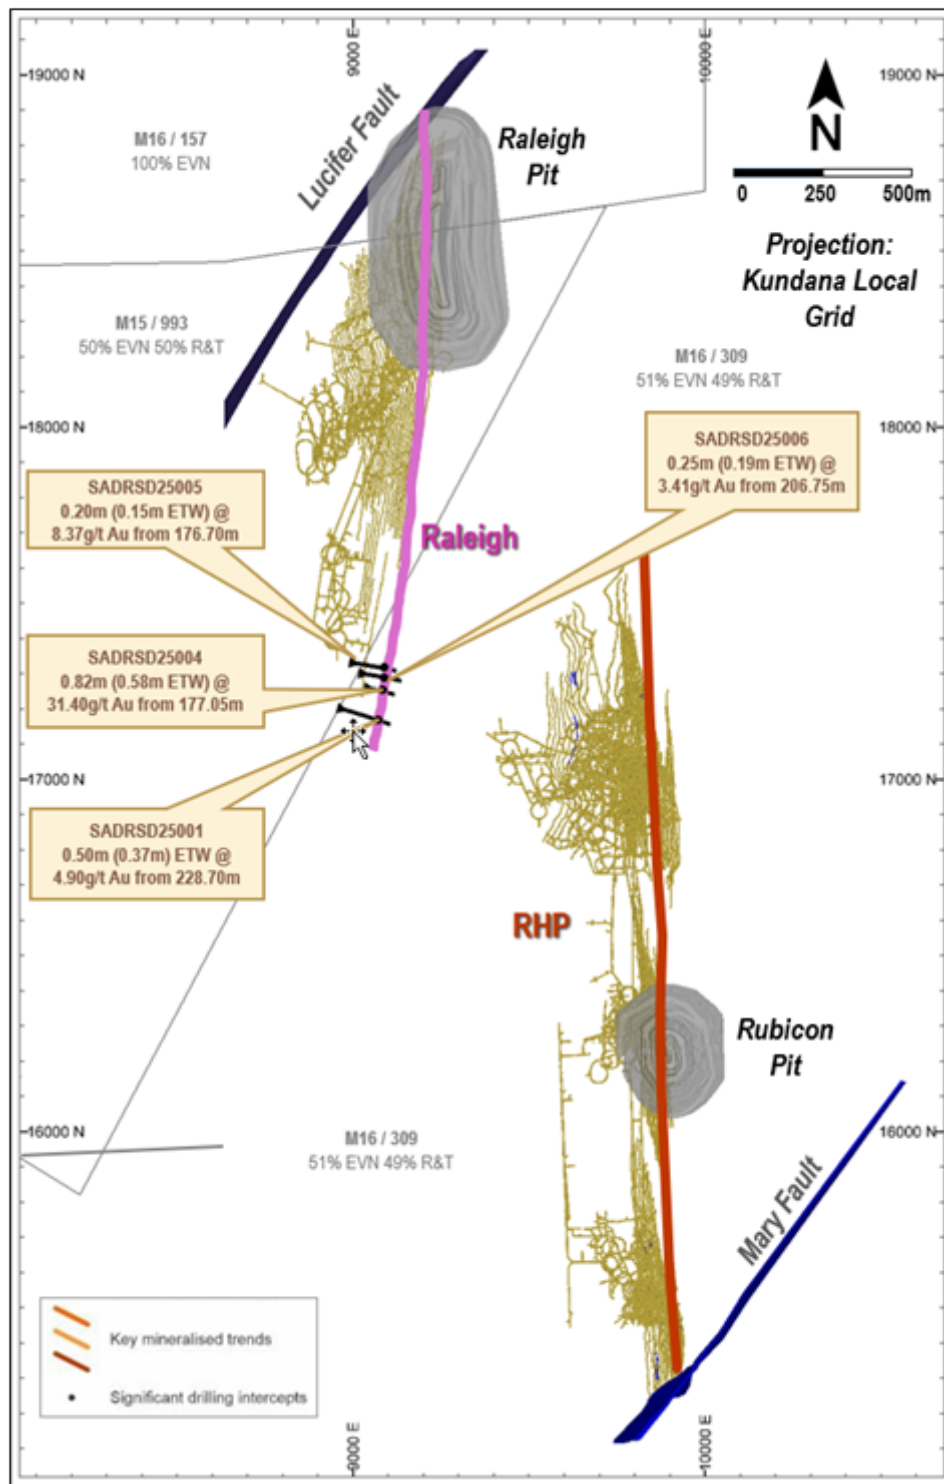 9000 E
10000 E
19000 N
19000 N
M16 / 157
100% EVN
Lucifer Fault
Raleigh
Pit
N
0
250
500m
Projection:
Kundana Local
Grid
M15 / 993
50% EVN 50% R&T
M16 / 309
51% EVN 49% R&T
18000 N
18000 N
SADRSD25006
0.25m (0.19m ETW) @
3.41g/t Au from 206.75m
SADRSD25005
0.20m (0.15m ETW) @
8.37g/t Au from 176.70m
Raleigh
SADRSD25004
0.82m (0.58m ETW) @
31.40g/t Au from 177.05m
17000 N
17000 N
SADRSD25001
0.50m (0.37m) ETW @
4.90g/t Au from 228.70m
RHP
Rubicon
Pit
16000 N
16000 N
M16 / 309
51% EVN 49% R&T
Mary Fault
Key mineralised trends
Significant drilling intercepts
9000 E
10000 E